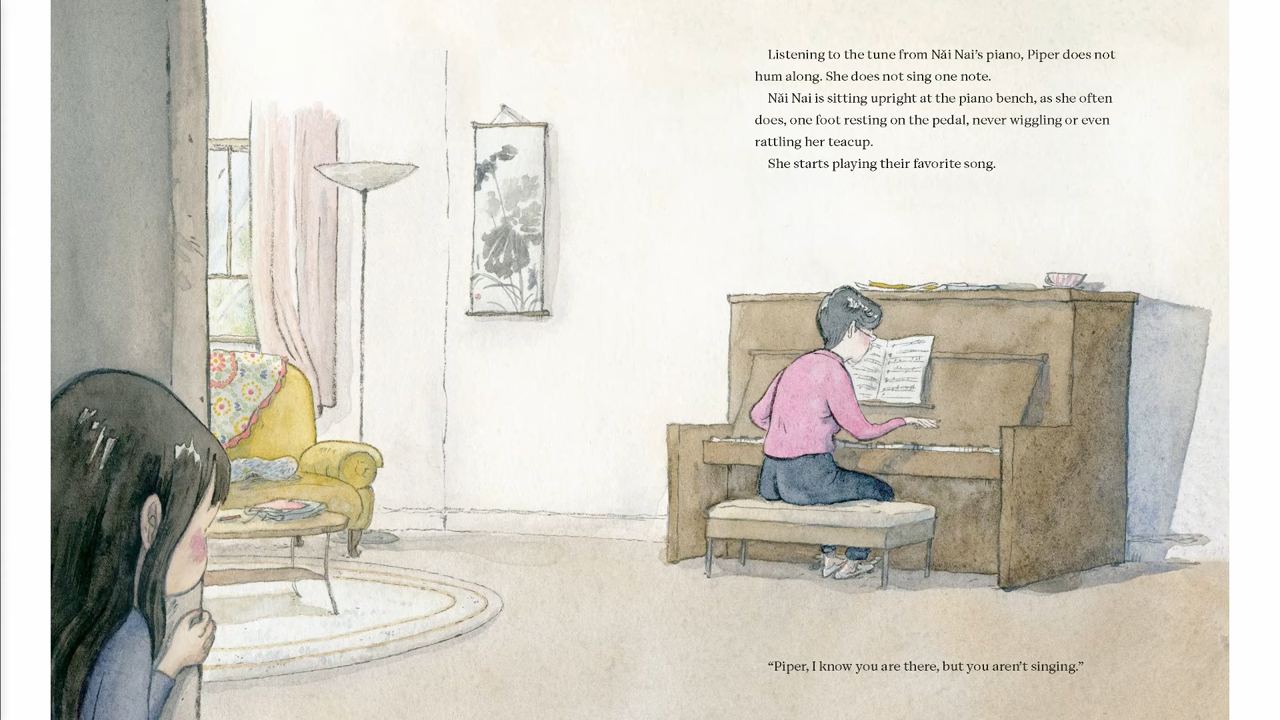 Listening to the tune from Năi Nai’s piano, Piper does not
hum along. She does not sing one note.
Năi Nai is sitting upright at the piano bench, as she often
does, one foot resting on the pedal, never wiggling or even
rattling her teacup.
She starts playing their favorite song.
“Piper, I know you are there, but you aren’t singing.”